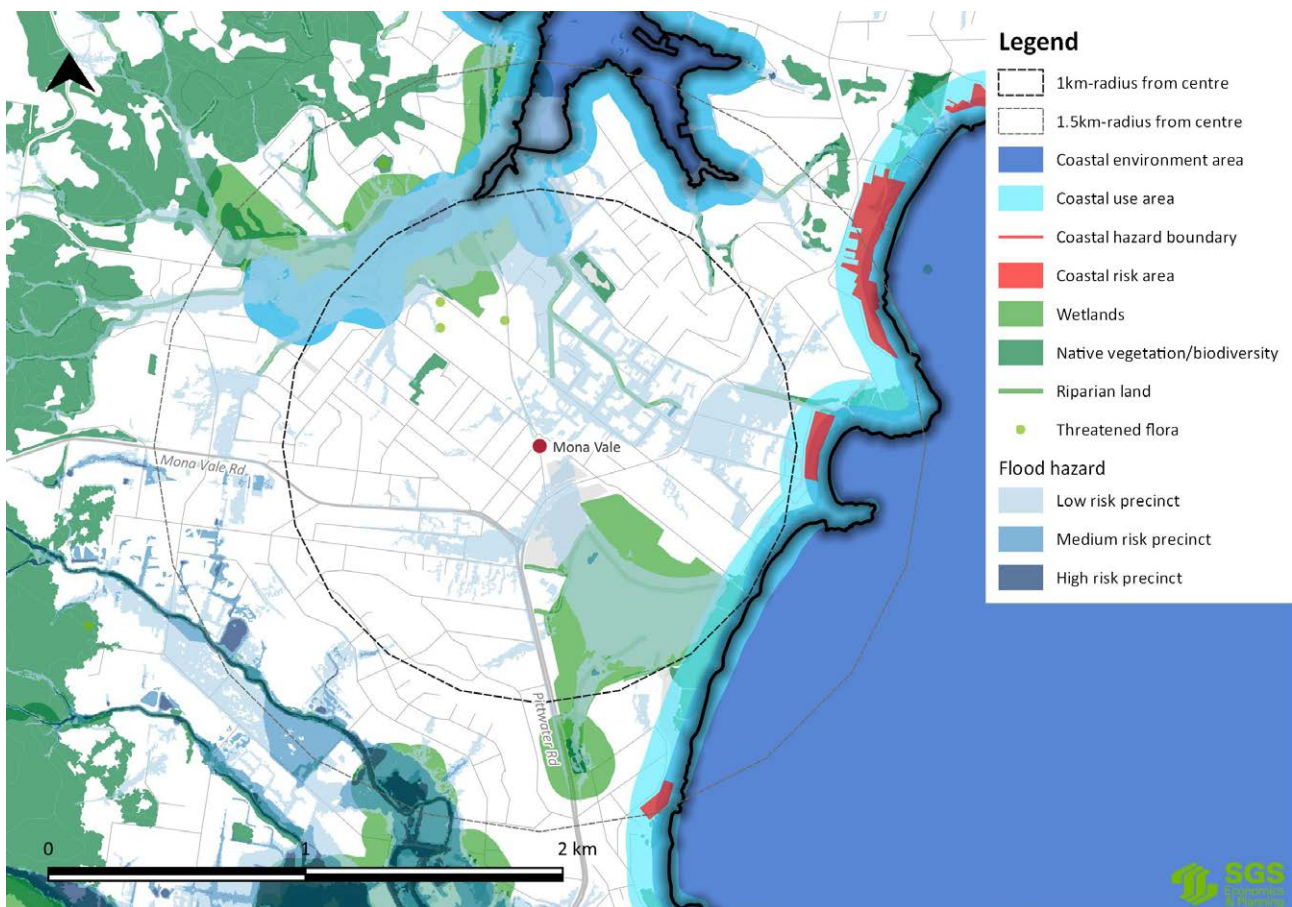 Legend
1km-radius from centre
1.5km-radius from centre
Coastal environment area
Coastal use area
Coastal hazard boundary
Coastal risk area
Wetlands
Native vegetation/biodiversity
Riparian land
Threatened flora
Flood hazard
Low risk precinct
Medium risk precinct
High risk precinct
Mona Vale
Mona Vale Rd
Pittwater Rd
0 1 2 km
SGS
Economics
& Planning